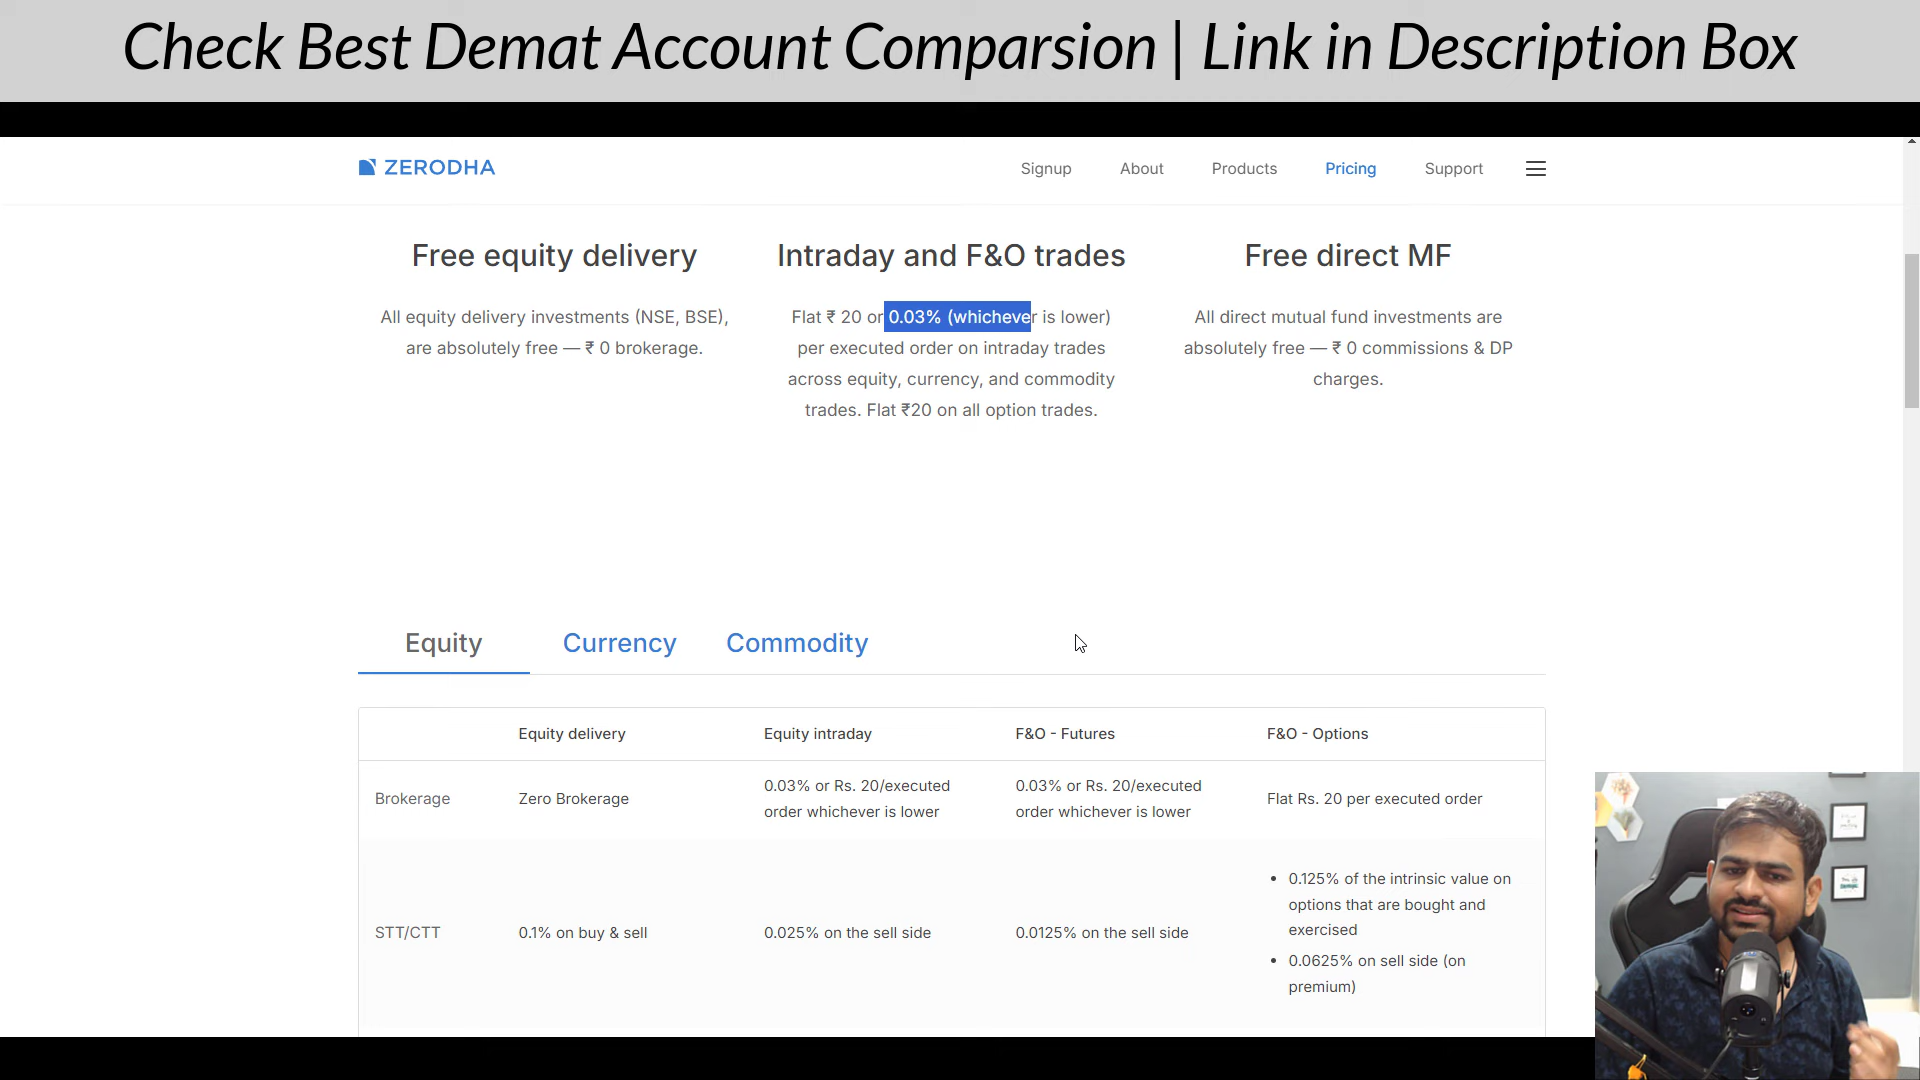 Check Best Demat Account Comparsion | Link in Description Box
ZERODHA
Signup About Products Pricing Support
Free equity delivery
All equity delivery investments (NSE, BSE),
are absolutely free — ₹ 0 brokerage.
Intraday and F&O trades
Flat ₹ 20 or 0.03% (whichever is lower)
per executed order on intraday trades
across equity, currency, and commodity
trades. Flat ₹20 on all option trades.
Free direct MF
All direct mutual fund investments are
absolutely free — ₹ 0 commissions & DP
charges.
Equity Currency Commodity
Equity delivery Equity intraday F&O - Futures F&O - Options
Brokerage
Zero Brokerage
0.03% or Rs. 20/executed
order whichever is lower
0.03% or Rs. 20/executed
order whichever is lower
Flat Rs. 20 per executed order
STT/CTT
0.1% on buy & sell
0.025% on the sell side
0.0125% on the sell side
• 0.125% of the intrinsic value on
options that are bought and
exercised
• 0.0625% on sell side (on
premium)